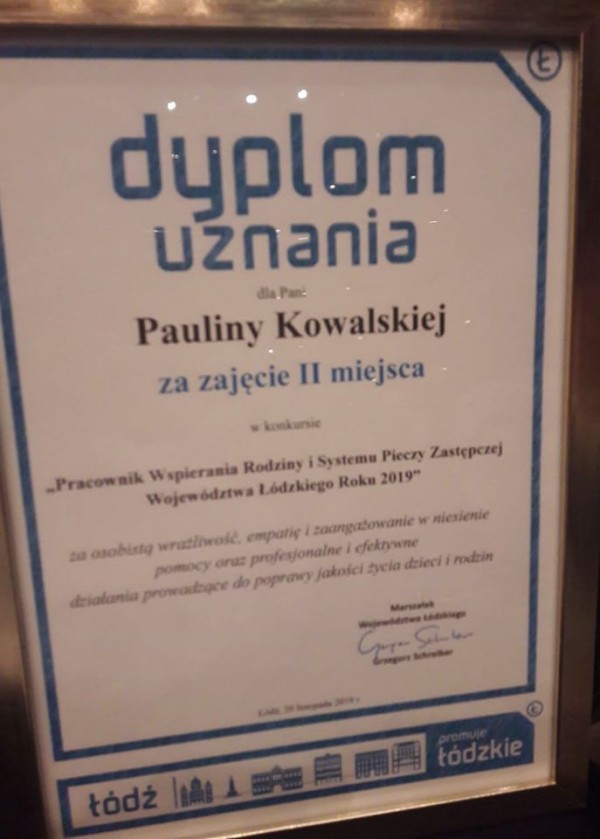 Ł
dyplom
uznania
dla Pani
Pauliny Kowalskiej
za zajęcie II miejsca
w konkursie
„Pracownik Wspierania Rodziny i Systemu Pieczy Zastępczej
Województwa Łódzkiego Roku 2019”
za osobistą wrażliwość, empatię i zaangażowanie w niesienie
pomocy oraz profesjonalne i efektywne
działania prowadzące do poprawy jakości życia dzieci i rodzin
Marszałek
Województwa Łódzkiego
Grzegorz Schreiber
Łódź, listopada 2019 r.
łódź
promuje
łódzkie